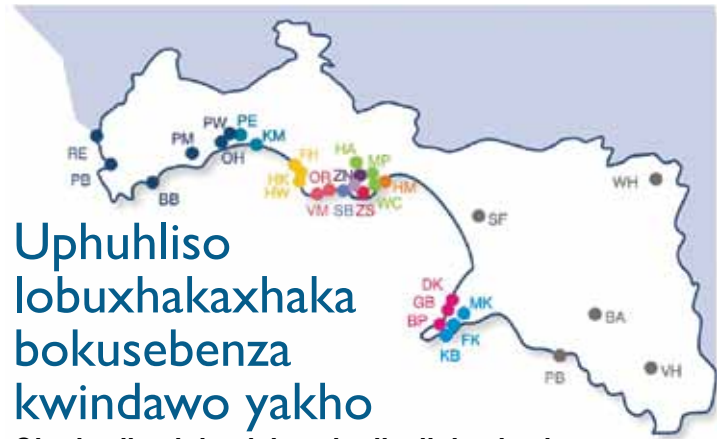 PW PE
PM
KM
RE
OH
PB
BB
FH
HK
HW
HA
MP
OR
ZN
HM
VM
SB
ZS
WC
WH
SF
DK
GB
MK
BP
FK
KB
BA
PB
VH
Uphuhliso
lobuxhakaxhaka
bokusebenza
kwindawo yakho